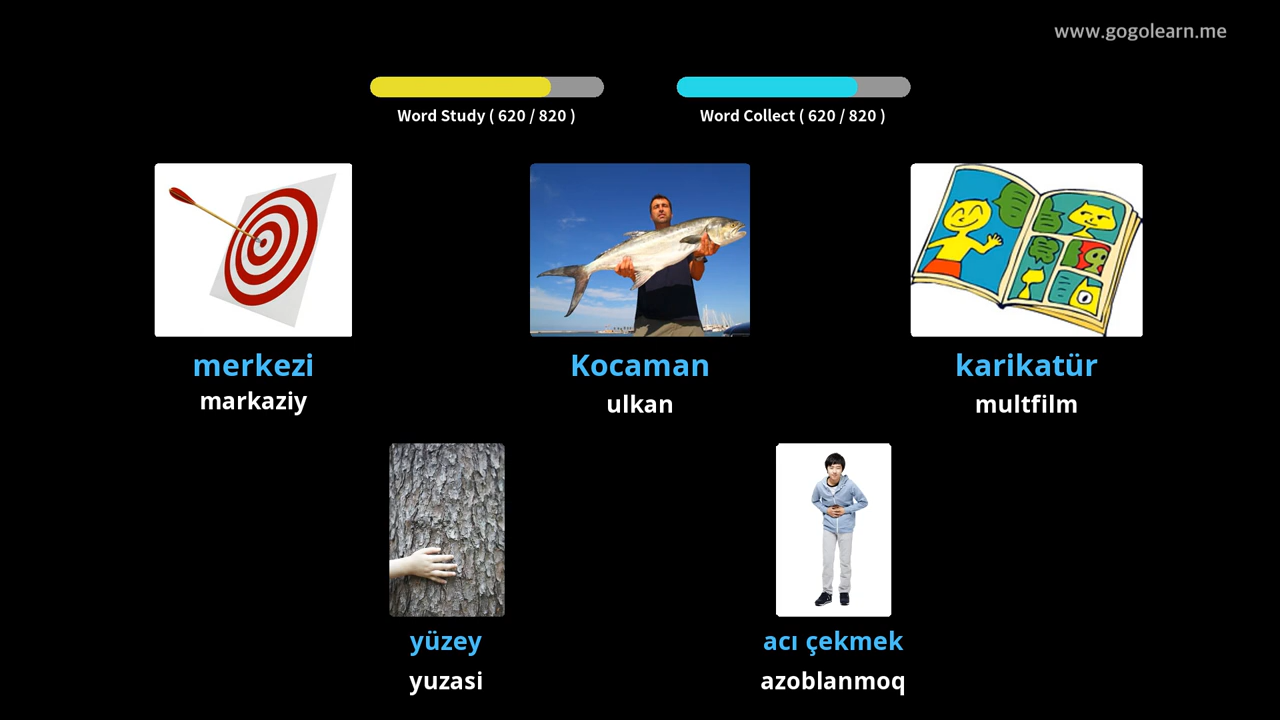 www.gogolearn.me
Word Study ( 620 / 820 )
Word Collect ( 620 / 820 )
merkezi
markaziy
Kocaman
ulkan
karikatür
multfilm
yüzey
yuzasi
acı çekmek
azoblanmoq